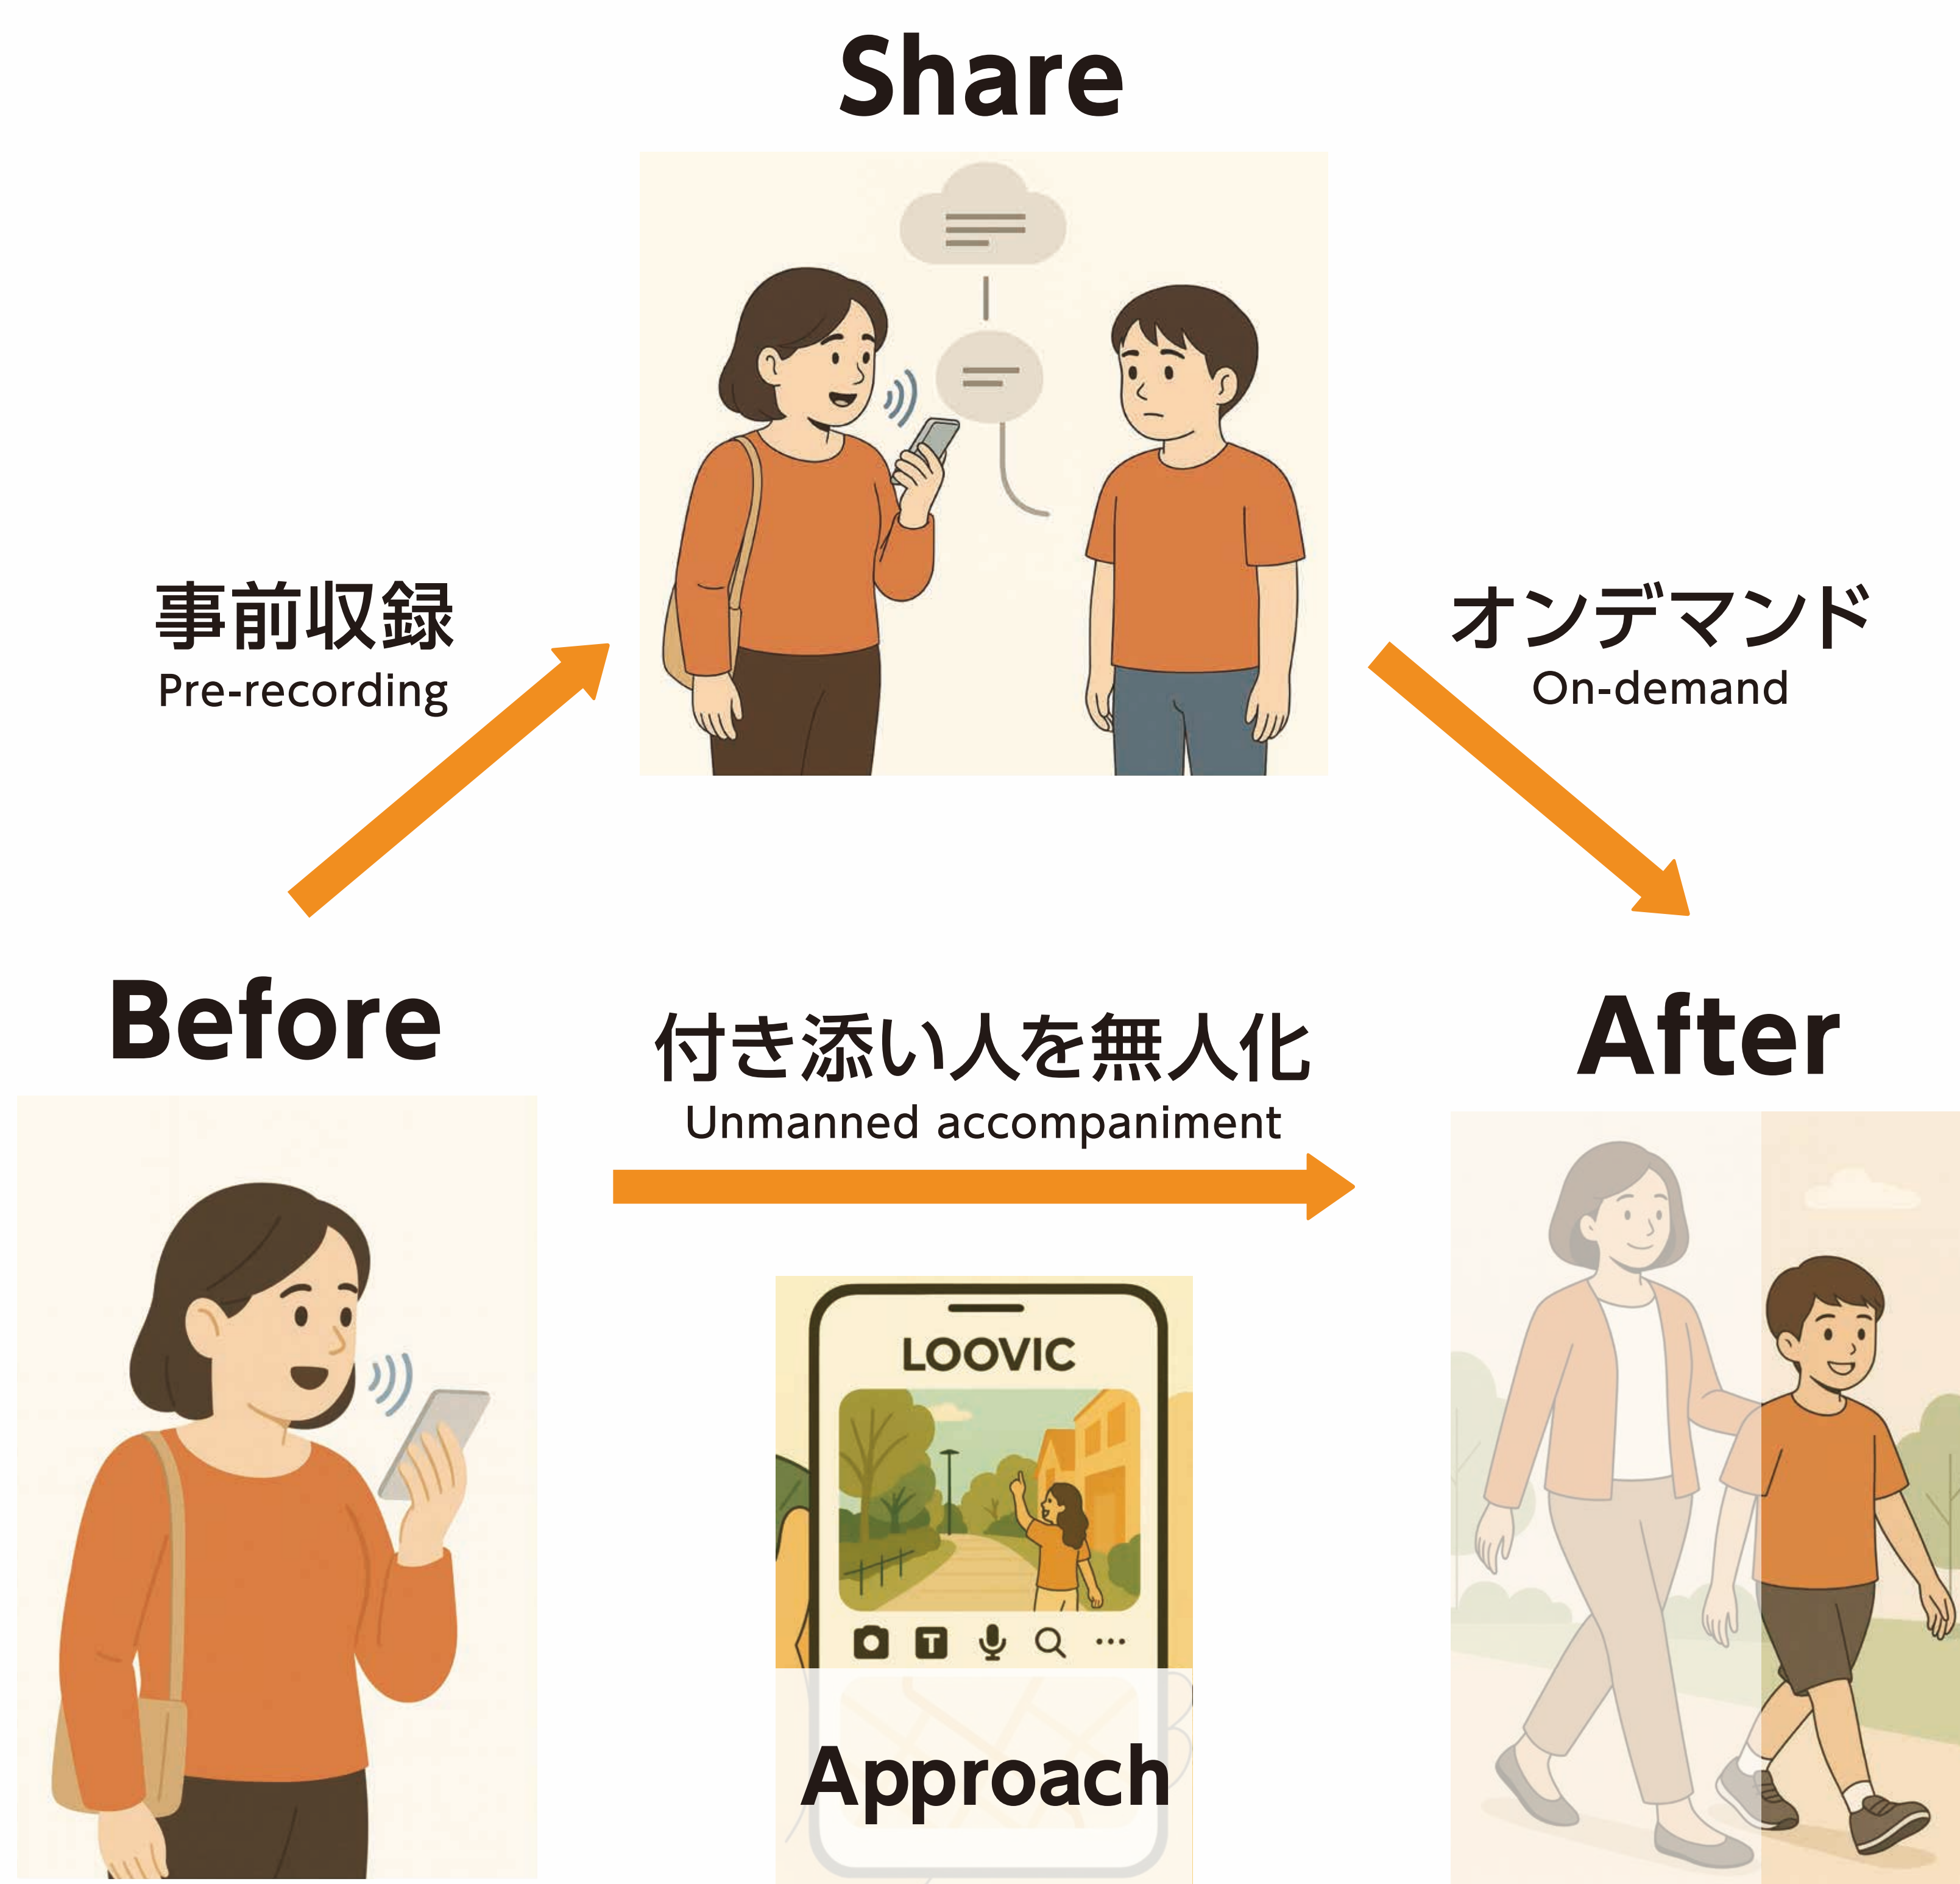 Share
事前収録
Pre-recording
オンデマンド
On-demand
Before
付き添い人を無人化
Unmanned accompaniment
After
LOOVIC
T
Approach